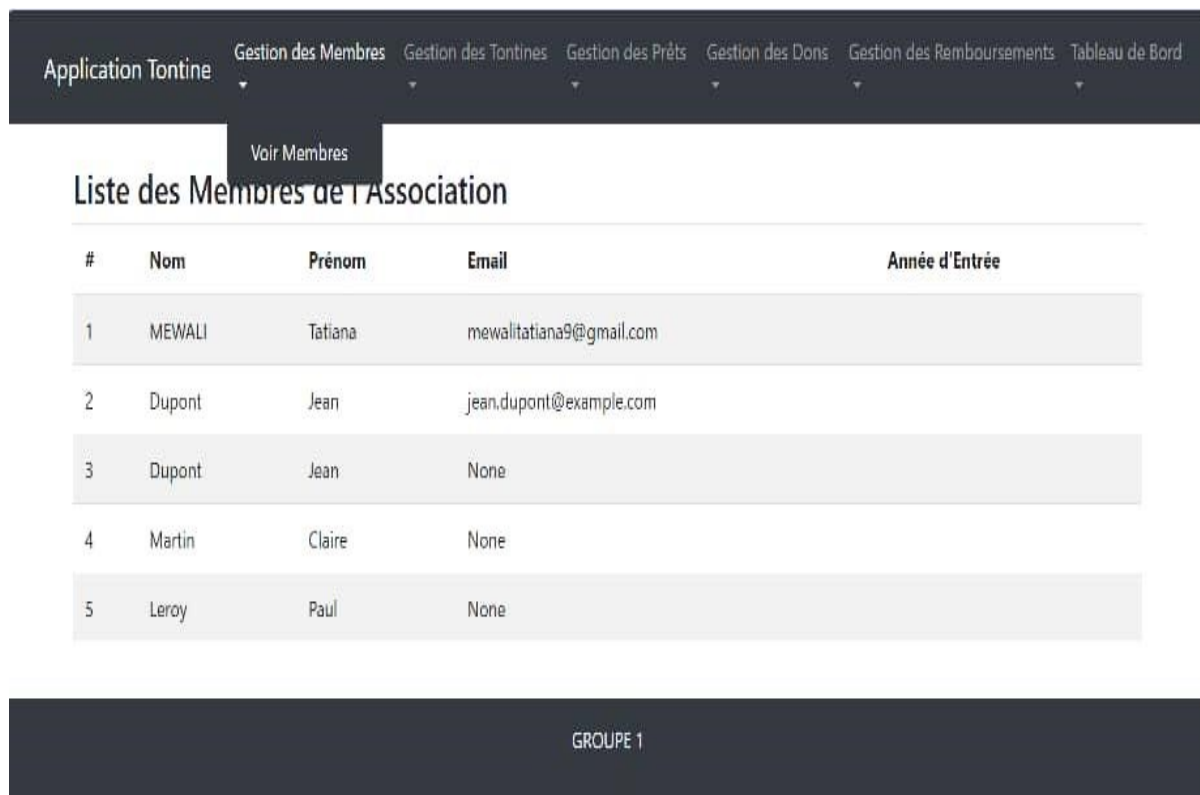 Application Tontine Gestion des Membres Gestion des Tontines Gestion des Prêts Gestion des Dons Gestion des Remboursements Tableau de Bord
Voir Membres
Liste des Membres de l'Association
# Nom Prénom Email Année d'Entrée
1 MEWALI Tatiana mewalitatiana9@gmail.com
2 Dupont Jean jean.dupont@example.com
3 Dupont Jean None
4 Martin Claire None
5 Leroy Paul None
GROUPE 1